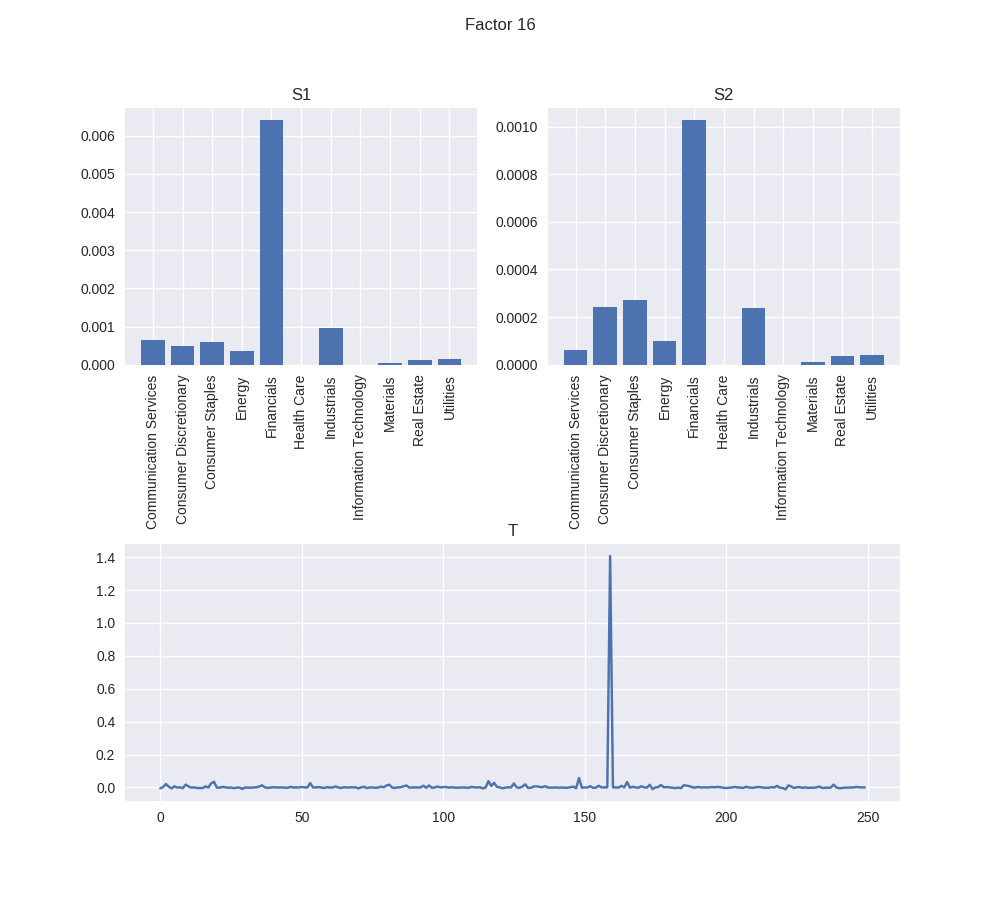 Factor 16
S1
0.006
0.005
0.004
0.003
0.002
0.001
0.000
Communication Services
Consumer Discretionary
Consumer Staples
Energy
Financials
Health Care
Industrials
Information Technology
Materials
Real Estate
Utilities
S2
0.0010
0.0008
0.0006
0.0004
0.0002
0.0000
Communication Services
Consumer Discretionary
Consumer Staples
Energy
Financials
Health Care
Industrials
Information Technology
Materials
Real Estate
Utilities
T
1.4
1.2
1.0
0.8
0.6
0.4
0.2
0.0
0 50 100 150 200 250